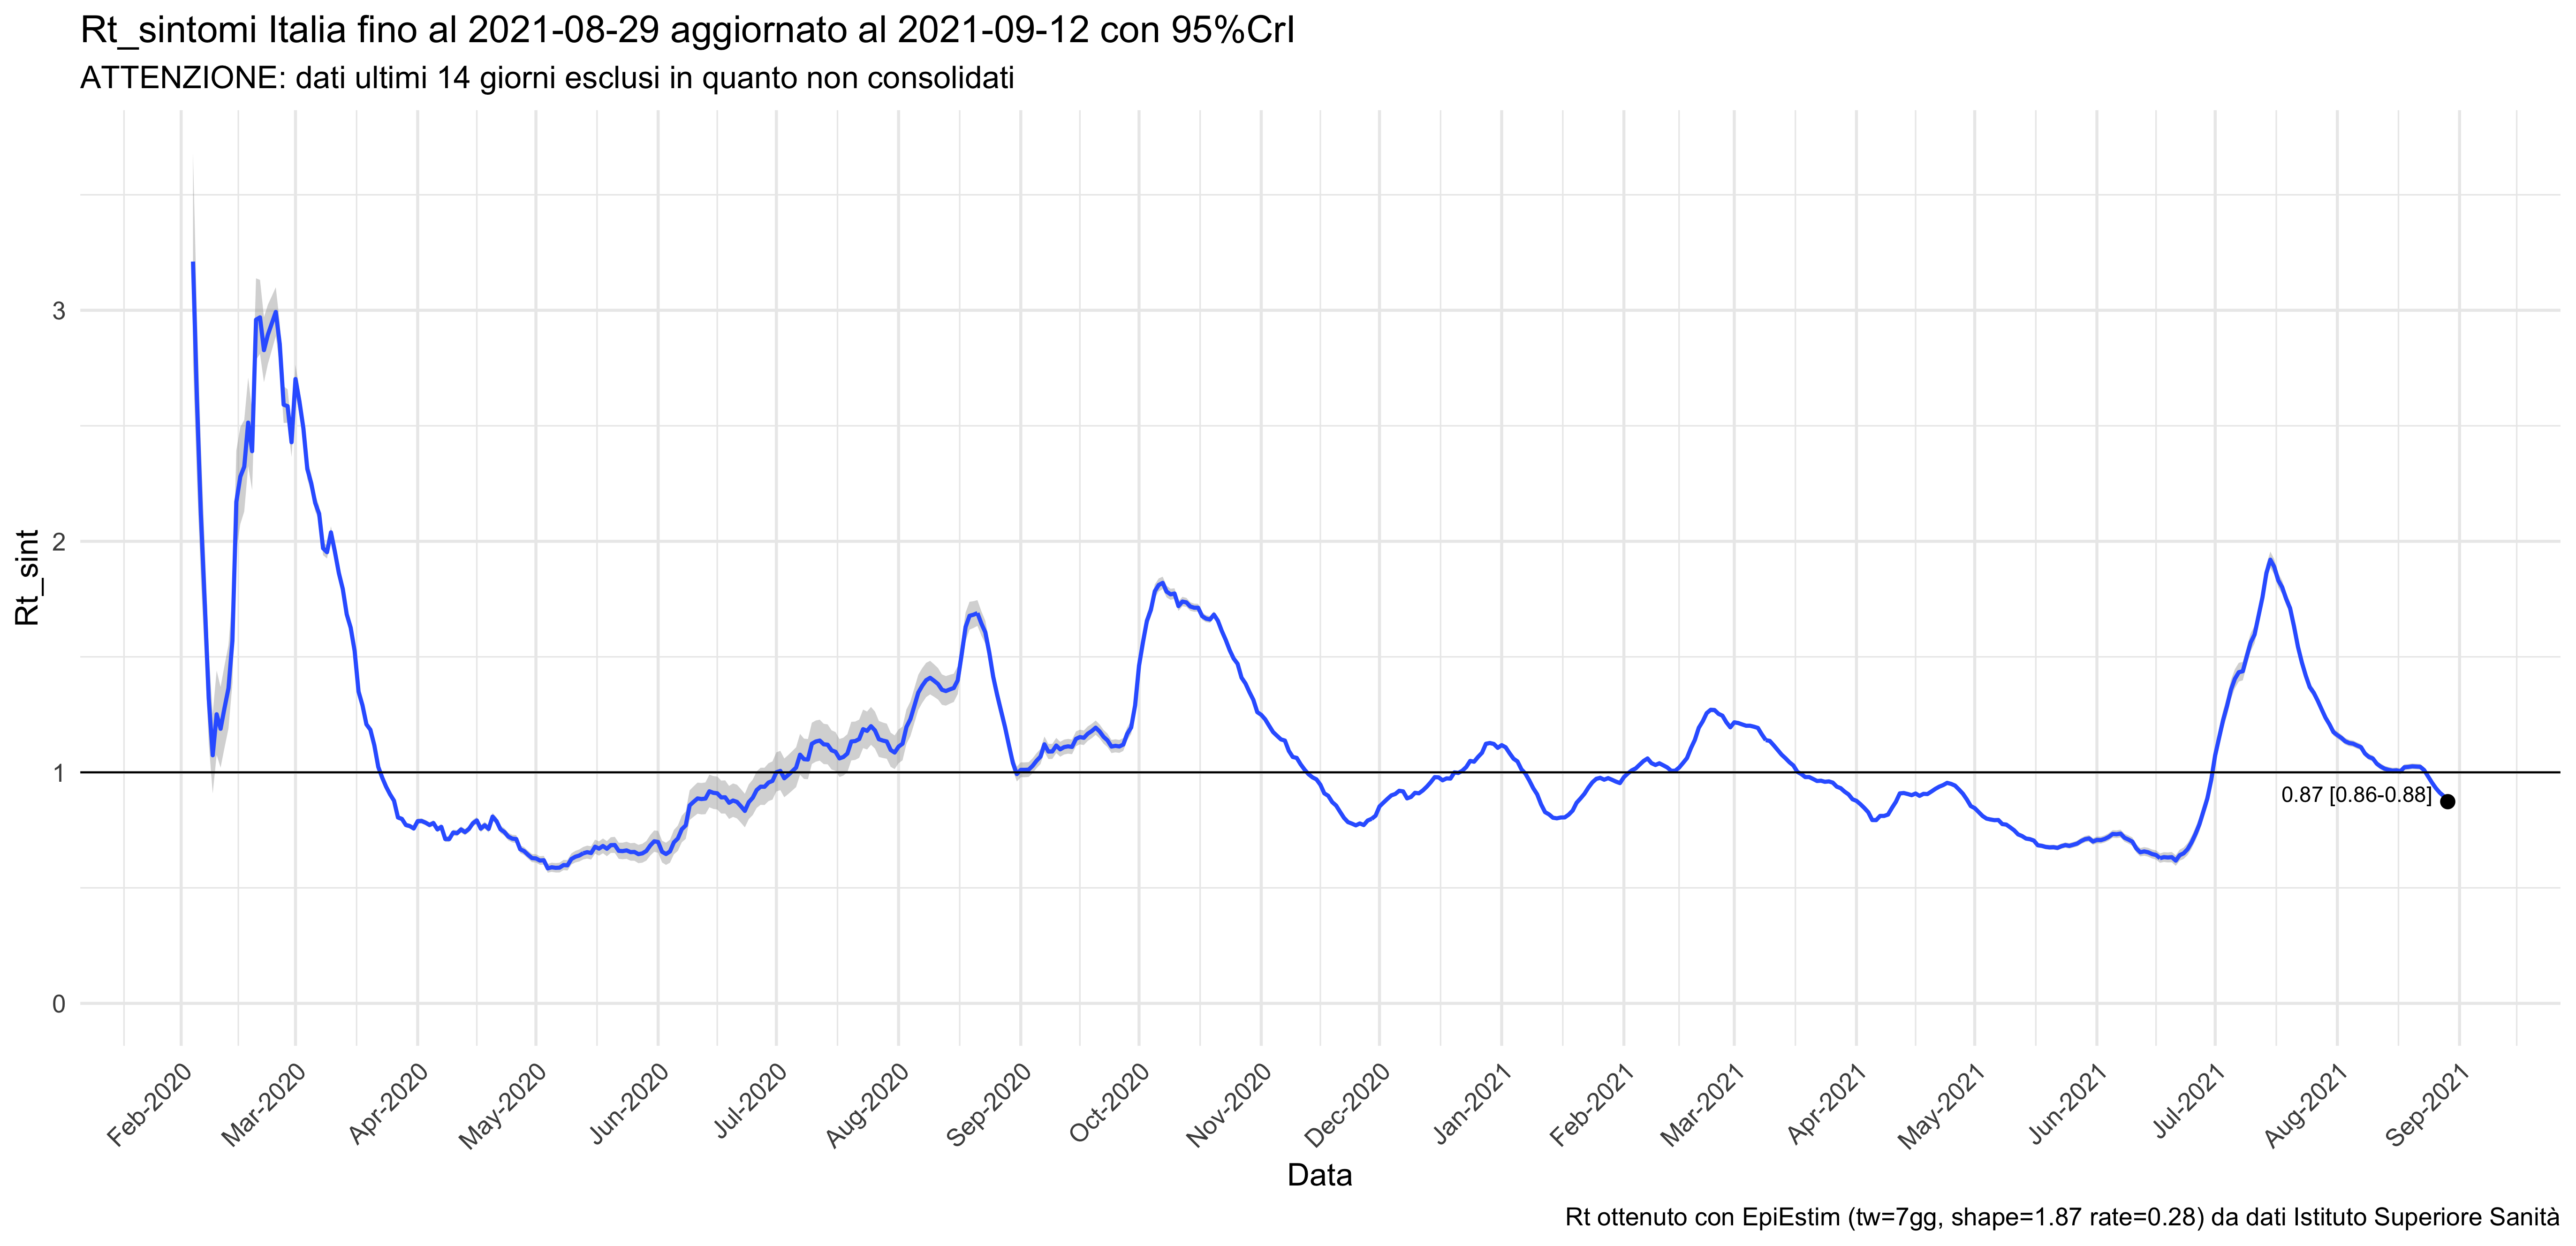 Rt_sintomi Italia fino al 2021-08-29 aggiornato al 2021-09-12 con 95%CrI
ATTENZIONE: dati ultimi 14 giorni esclusi in quanto non consolidati
Rt_sint
3
2
1
0
0.87 [0.86-0.88]
Feb-2020
Mar-2020
Apr-2020
May-2020
Jun-2020
Jul-2020
Aug-2020
Sep-2020
Oct-2020
Nov-2020
Dec-2020
Jan-2021
Feb-2021
Mar-2021
Apr-2021
May-2021
Jun-2021
Jul-2021
Aug-2021
Sep-2021
Data
Rt ottenuto con EpiEstim (tw=7gg, shape=1.87 rate=0.28) da dati Istituto Superiore Sanità